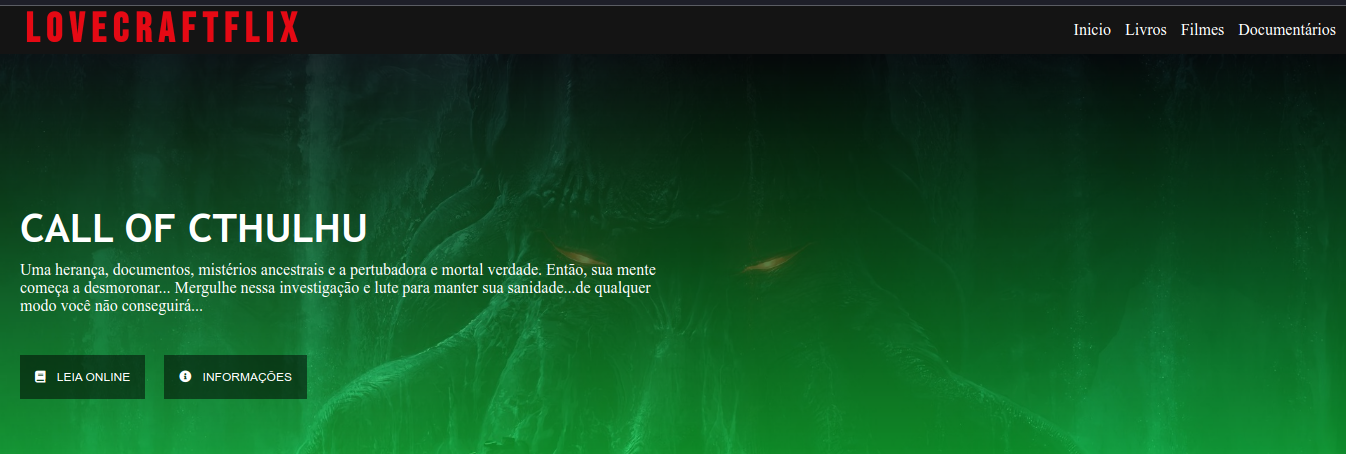 LOVECRAFTFLIX
Inicio Livros Filmes Documentários
CALL OF CTHULHU
Uma herança, documentos, mistérios ancestrais e a pertubadora e mortal verdade. Então, sua mente
começa a desmoronar... Mergulhe nessa investigação e lute para manter sua sanidade...de qualquer
modo você não conseguirá...
LEIA ONLINE INFORMAÇÕES